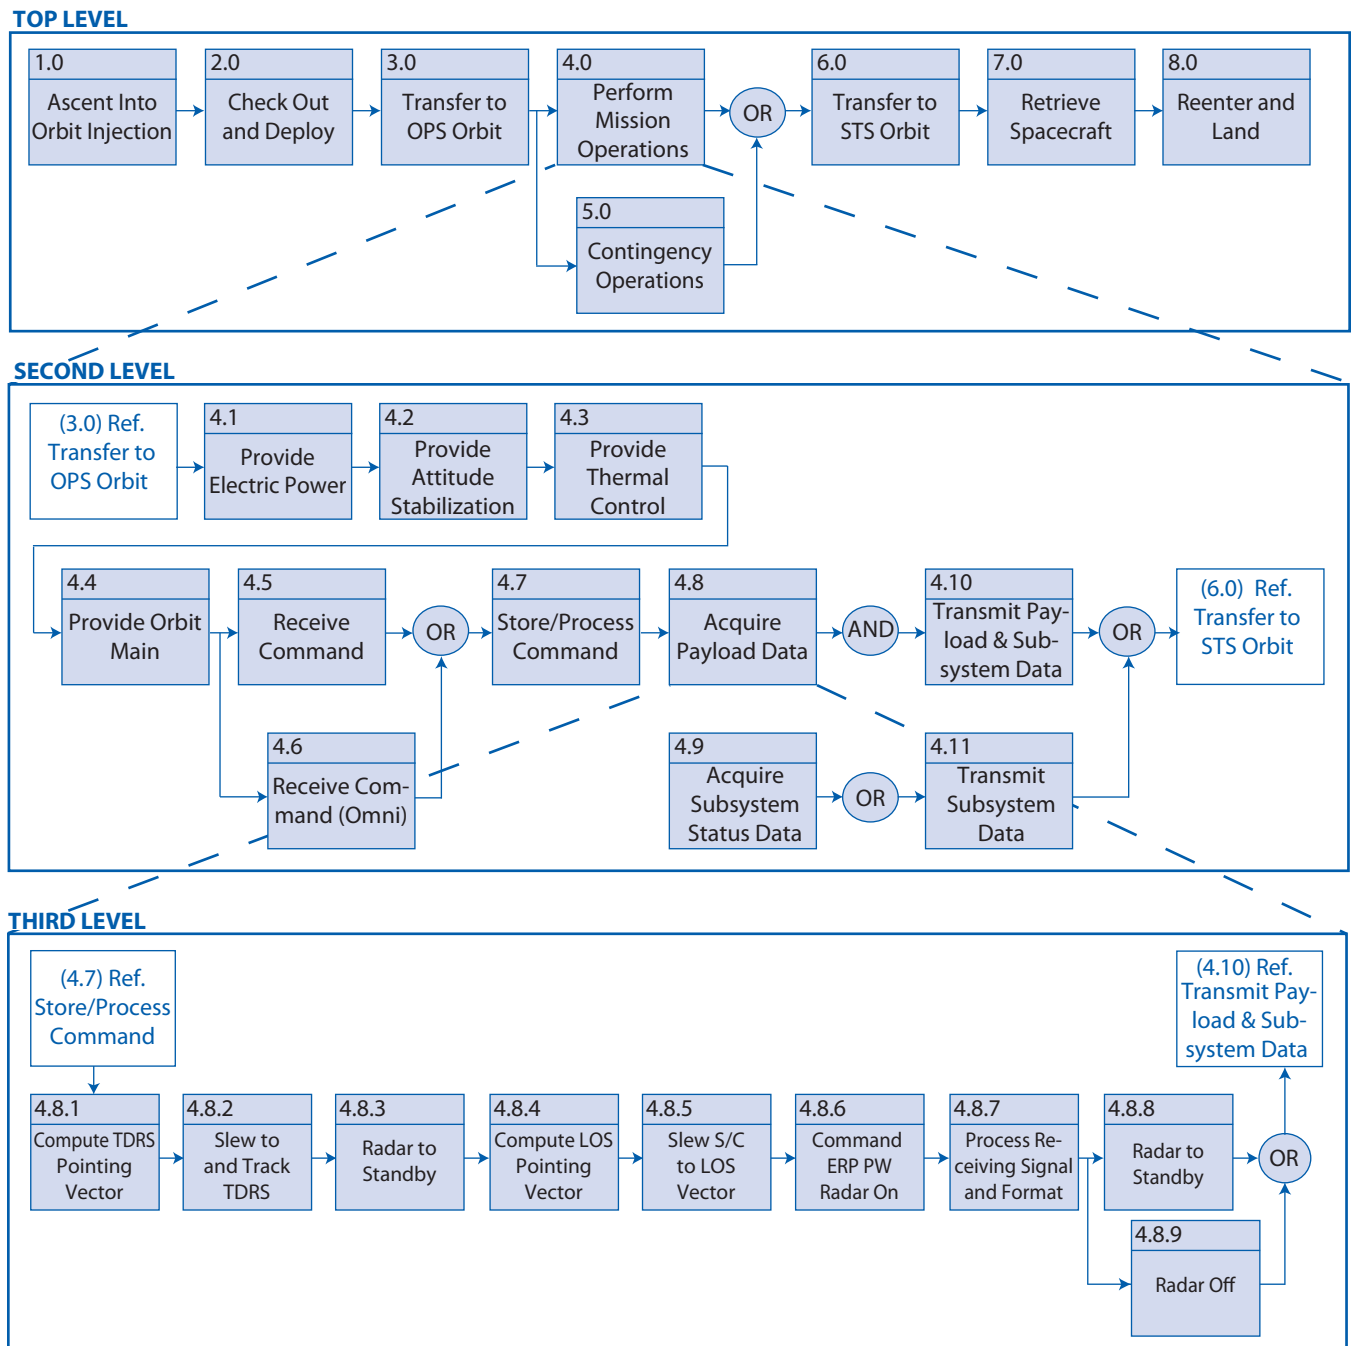 TOP LEVEL
1.0
Ascent Into
Orbit Injection
2.0
Check Out
and Deploy
3.0
Transfer to
OPS Orbit
4.0
Perform
Mission
Operations
OR
6.0
Transfer to
STS Orbit
7.0
Retrieve
Spacecraft
8.0
Reenter and
Land
5.0
Contingency
Operations
SECOND LEVEL
(3.0) Ref.
Transfer to
OPS Orbit
4.1
Provide
Electric Power
4.2
Provide
Attitude
Stabilization
4.3
Provide
Thermal
Control
4.4
Provide Orbit
Main
4.5
Receive
Command
OR
4.7
Store/Process
Command
4.8
Acquire
Payload Data
AND
4.10
Transmit Pay-
load & Sub-
system Data
OR
(6.0) Ref.
Transfer to
STS Orbit
4.6
Receive Com-
mand (Omni)
4.9
Acquire
Subsystem
Status Data
OR
4.11
Transmit
Subsystem
Data
THIRD LEVEL
(4.7) Ref.
Store/Process
Command
(4.10) Ref.
Transmit Pay-
load & Sub-
system Data
4.8.1
Compute TDRS
Pointing
Vector
4.8.2
Slew to
and Track
TDRS
4.8.3
Radar to
Standby
4.8.4
Compute LOS
Pointing
Vector
4.8.5
Slew S/C
to LOS
Vector
4.8.6
Command
ERP PW
Radar On
4.8.7
Process Re-
ceiving Signal
and Format
4.8.8
Radar to
Standby
OR
4.8.9
Radar Off